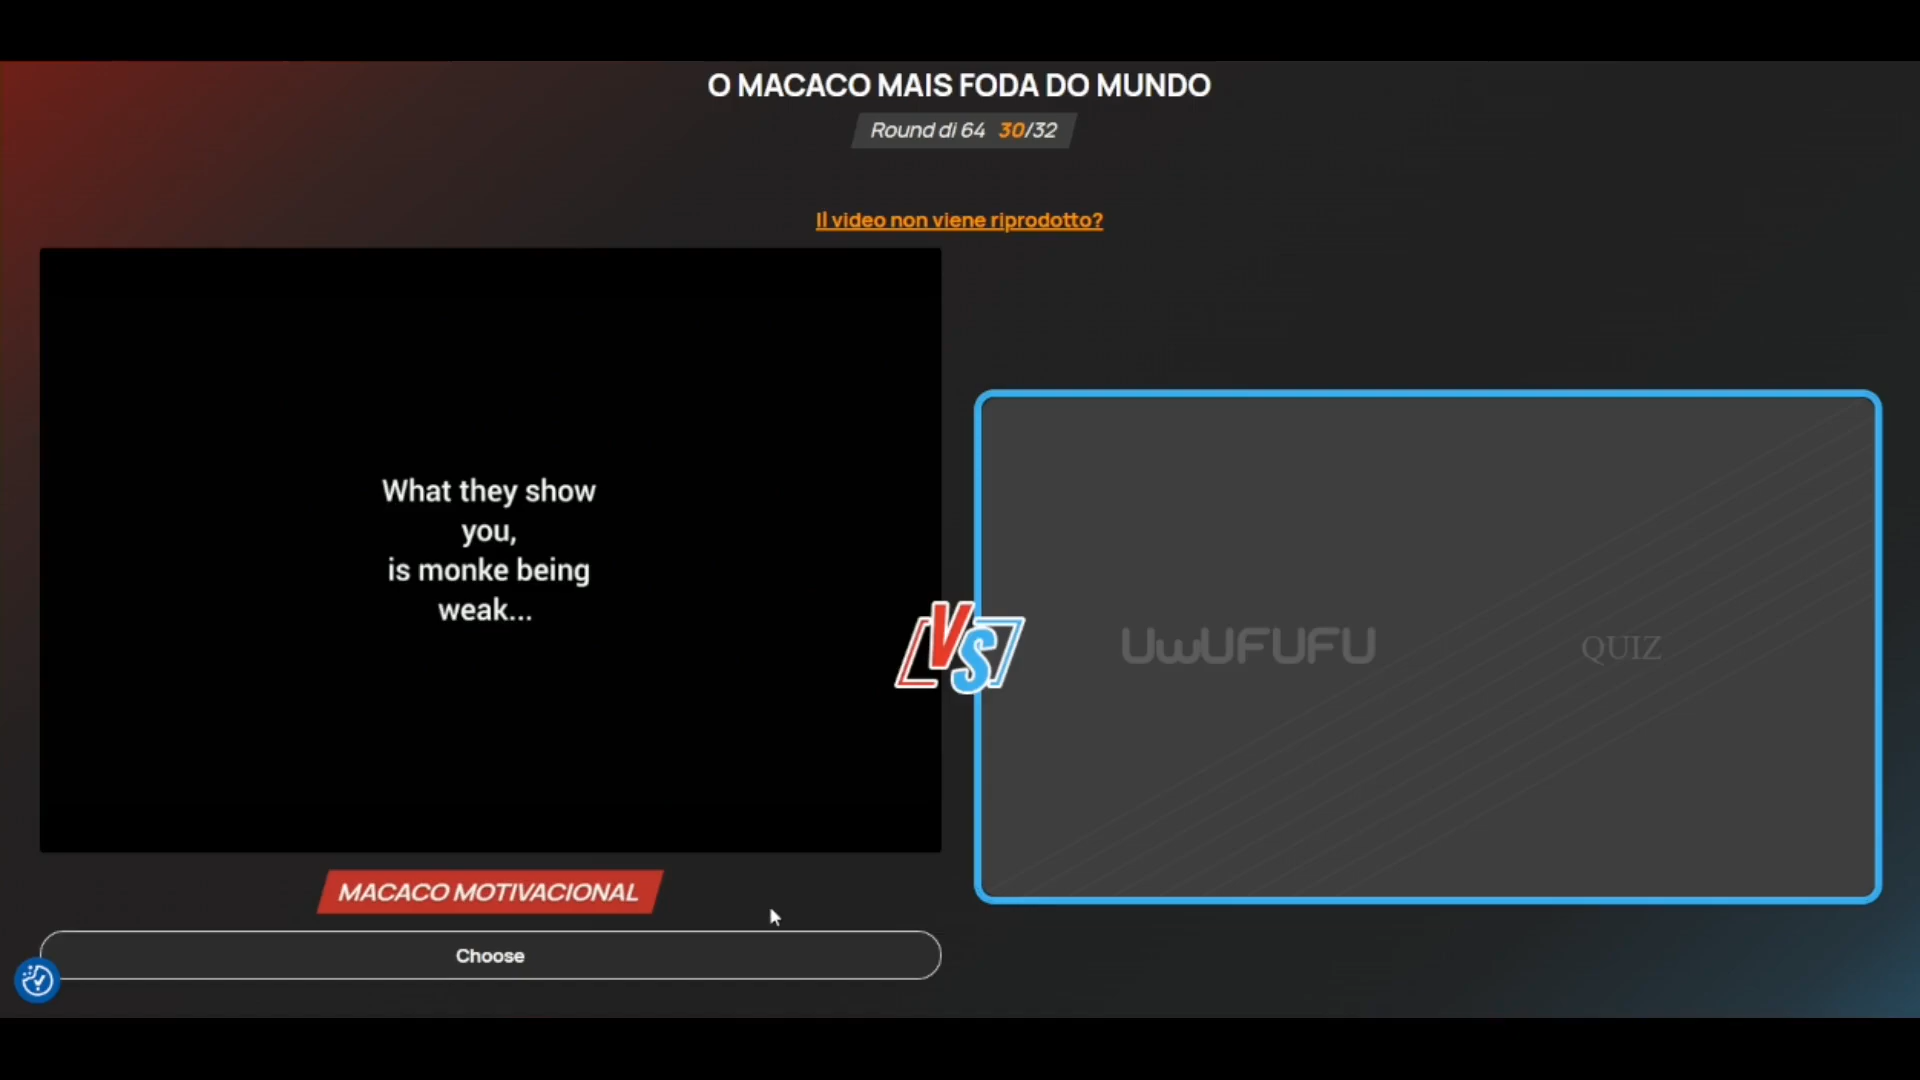 O MACACO MAIS FODA DO MUNDO
Round di 64 30/32
Il video non viene riprodotto?
What they show
you,
is monke being
weak...
VS
UwUFUFU
QUIZ
MACACO MOTIVACIONAL
Choose